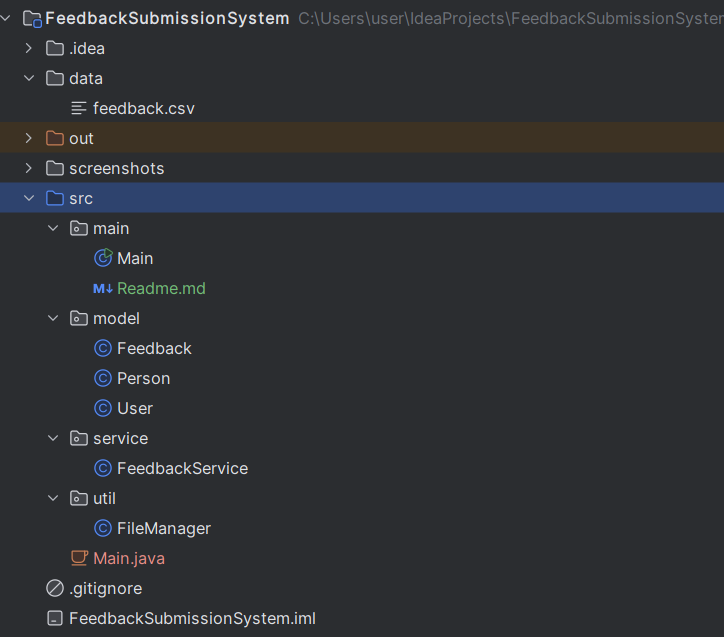 FeedbackSubmissionSystem C:\Users\user\IdeaProjects\FeedbackSubmissionSystem
.idea
data
feedback.csv
out
screenshots
src
main
Main
Readme.md
model
Feedback
Person
User
service
FeedbackService
util
FileManager
Main.java
.gitignore
FeedbackSubmissionSystem.iml